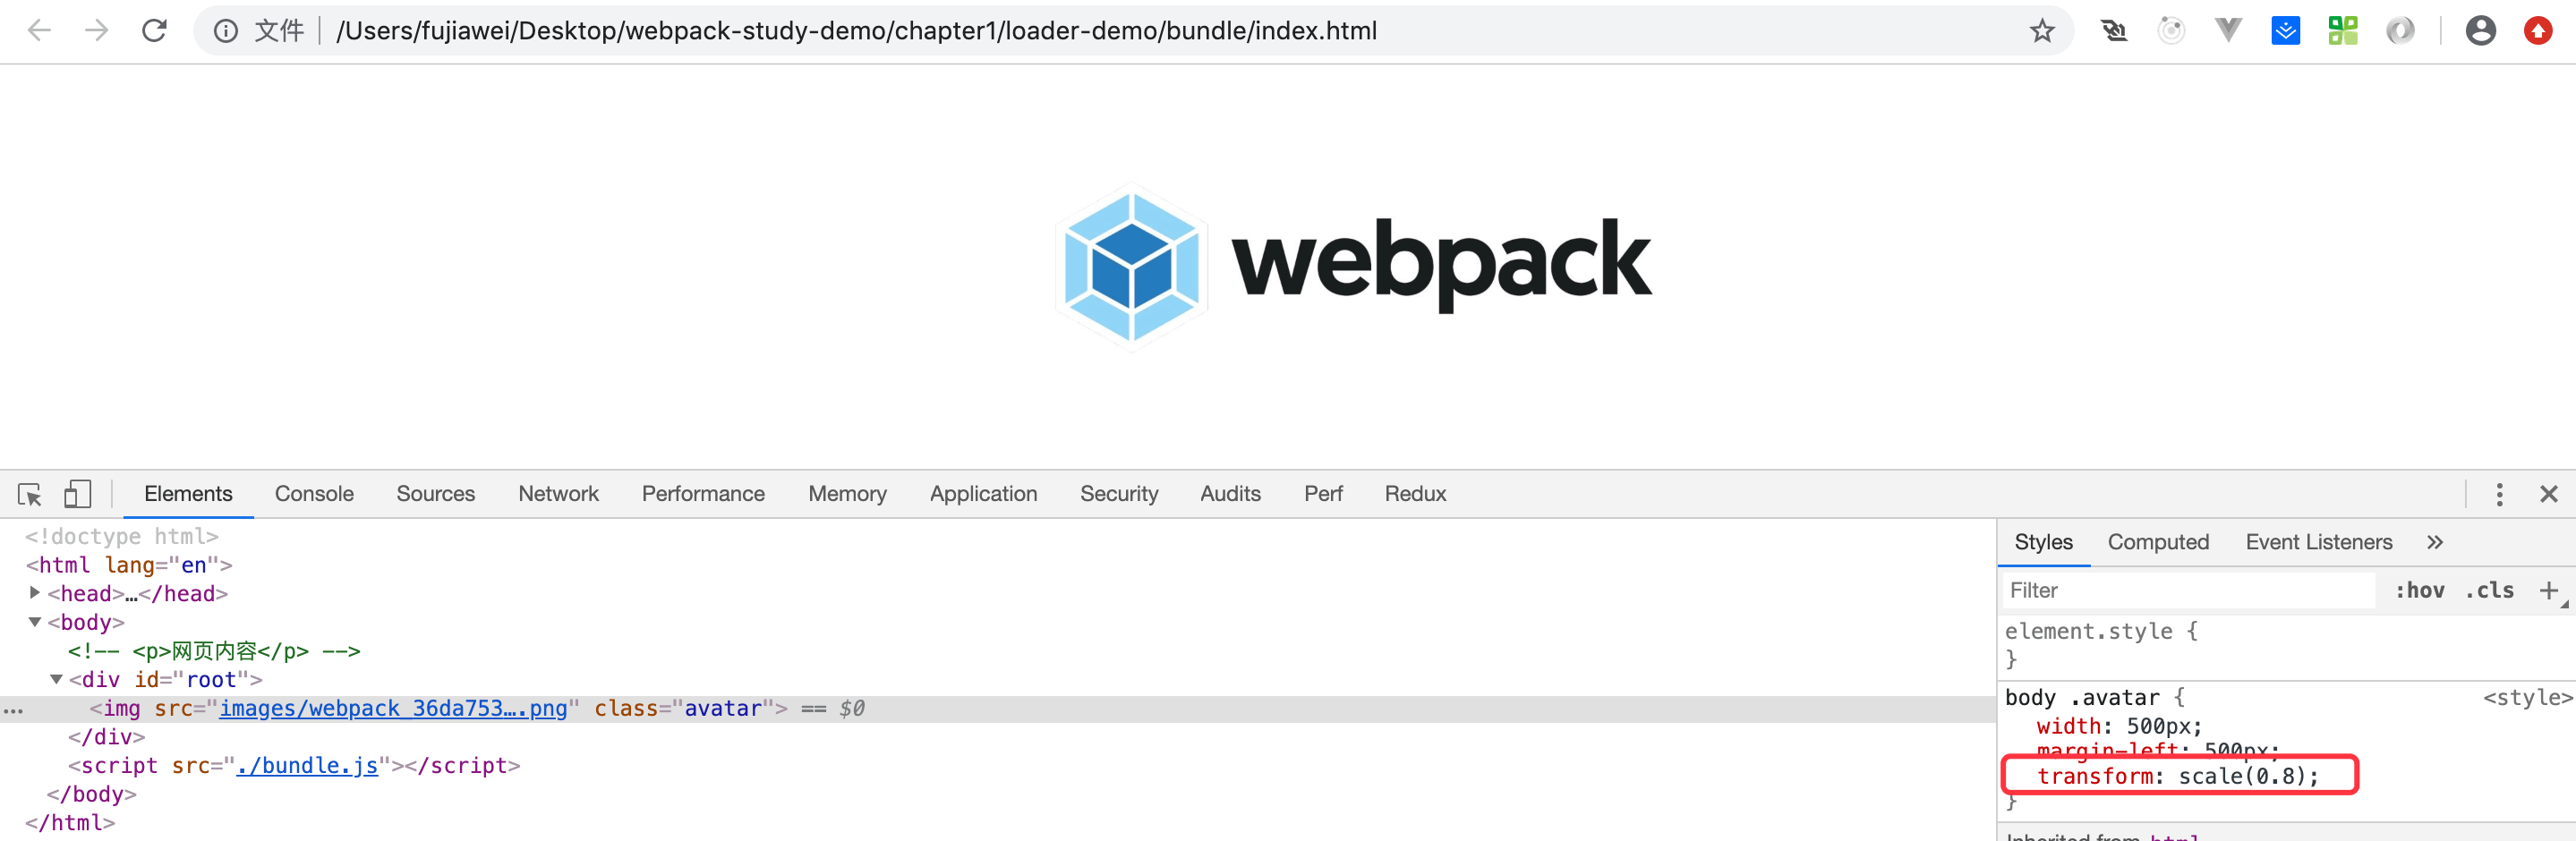 文件 /Users/fujiawei/Desktop/webpack-study-demo/chapter1/loader-demo/bundle/index.html
webpack
Elements Console Sources Network Performance Memory Application Security Audits Perf Redux
<!doctype html>
<html lang="en">
<head>…</head>
<body>
<!-- <p>网页内容</p> -->
<div id="root">
<img src="images/webpack_36da753….png" class="avatar"> == $0
</div>
<script src="./bundle.js"></script>
</body>
</html>
Styles Computed Event Listeners »
Filter :hov .cls +
element.style {
}
body .avatar { <style>
width: 500px;
margin-left: 500px;
transform: scale(0.8);
}
Inherited from html